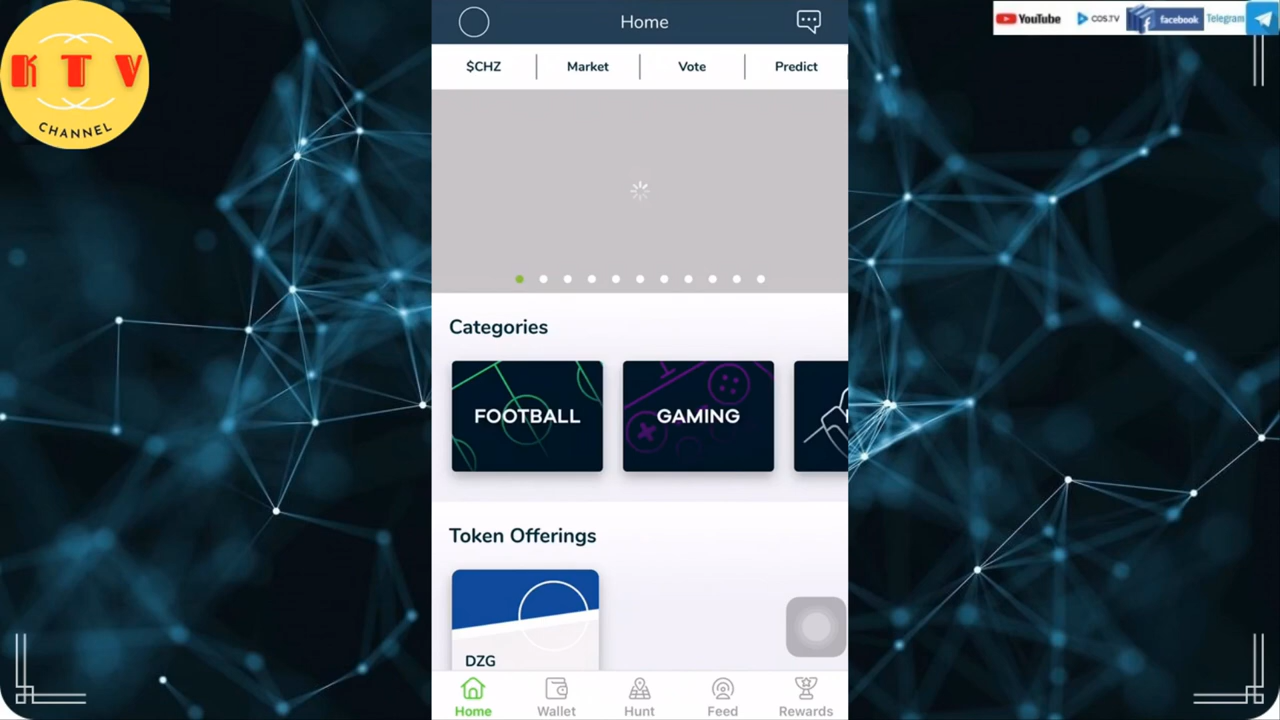 K T V
CHANNEL
YouTube
COS.TV
facebook
Telegram
Home
$CHZ
Market
Vote
Predict
Categories
FOOTBALL
GAMING
Token Offerings
DZG
Home
Wallet
Hunt
Feed
Rewards